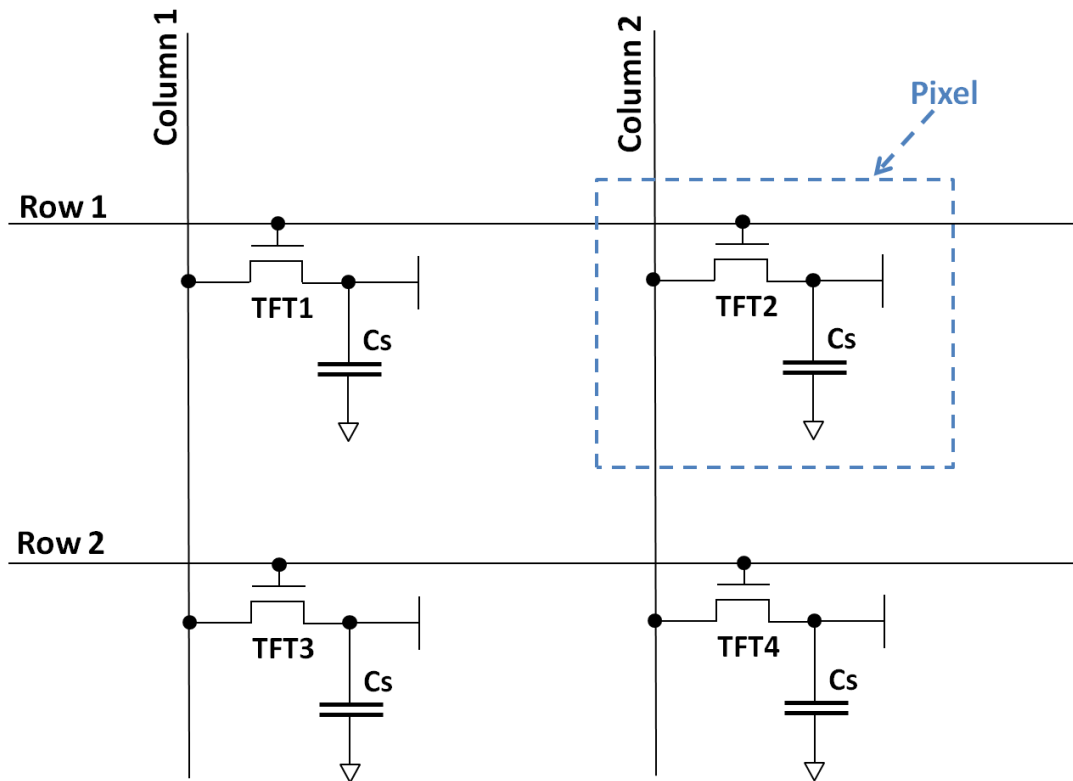 Column 1
Column 2
Pixel
Row 1
TFT1
TFT2
Cs
Cs
Row 2
TFT3
TFT4
Cs
Cs